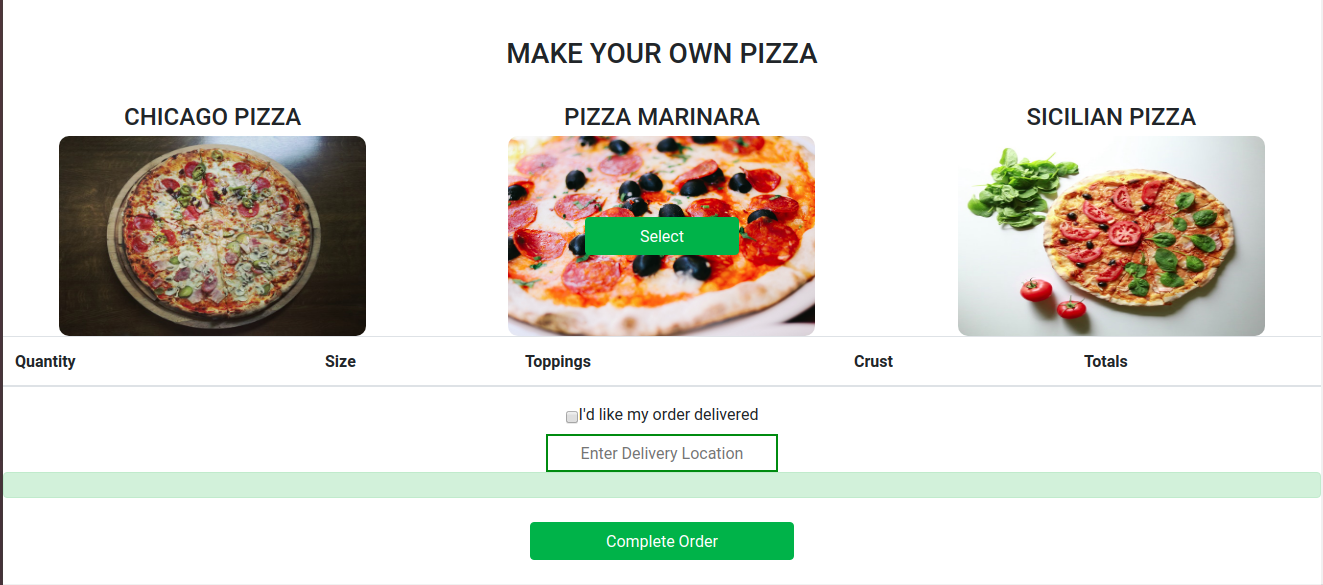 MAKE YOUR OWN PIZZA
CHICAGO PIZZA
PIZZA MARINARA
SICILIAN PIZZA
Select
Quantity Size Toppings Crust Totals
I'd like my order delivered
Enter Delivery Location
Complete Order